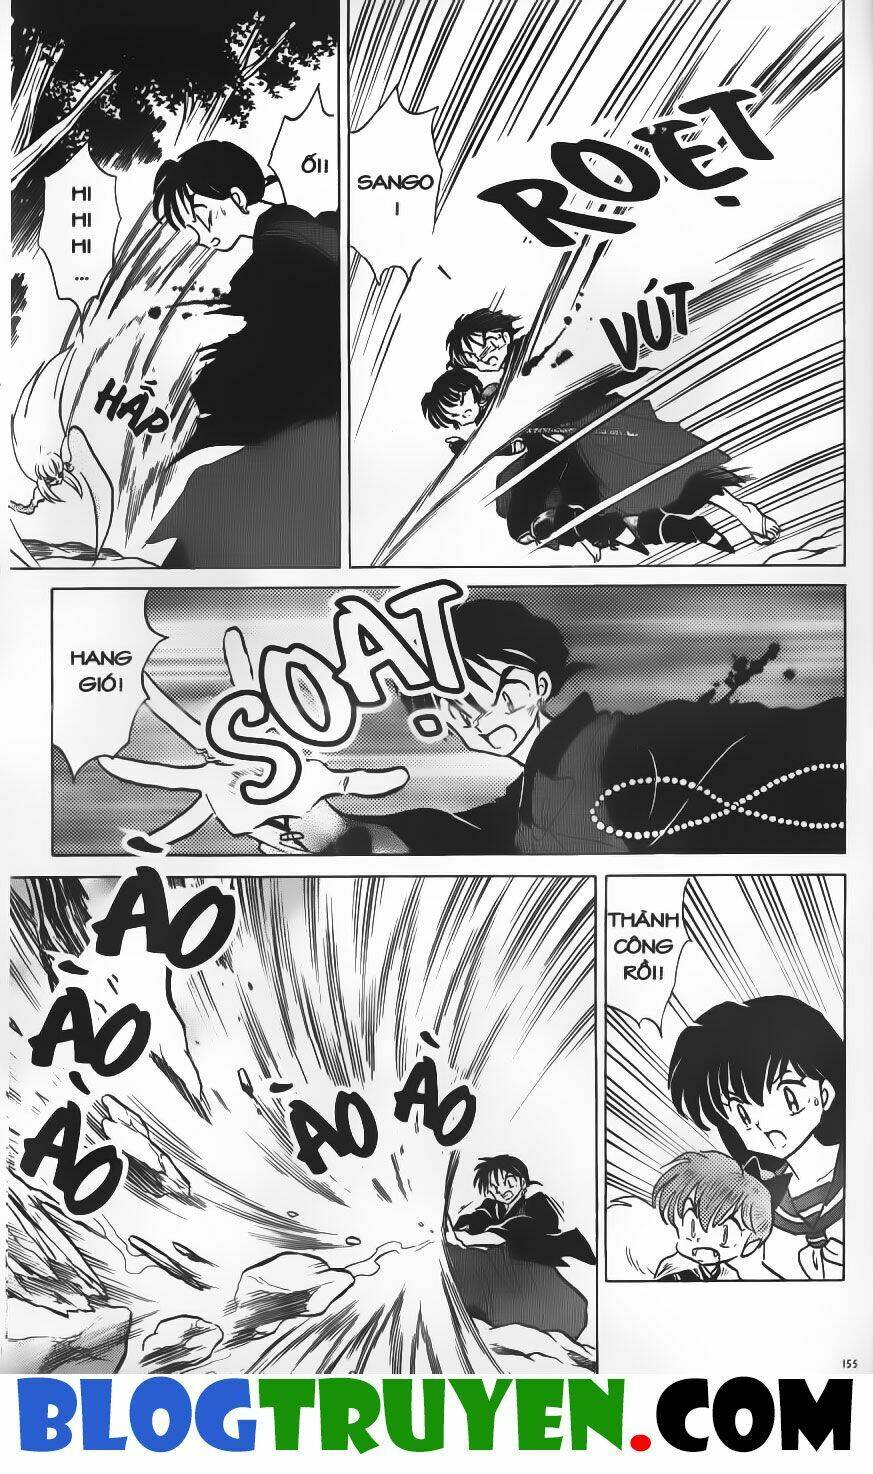 SANGO
!
ROẸT
VÚT
ỐI!
HI
HI
HI
...
HẤP
HANG
GIÓ!
SOẠT
THÀNH
CÔNG
RỒI!
ÀO
ÀO
ÀO
ÀO
ÀO
155
BLOGTRUYEN.COM